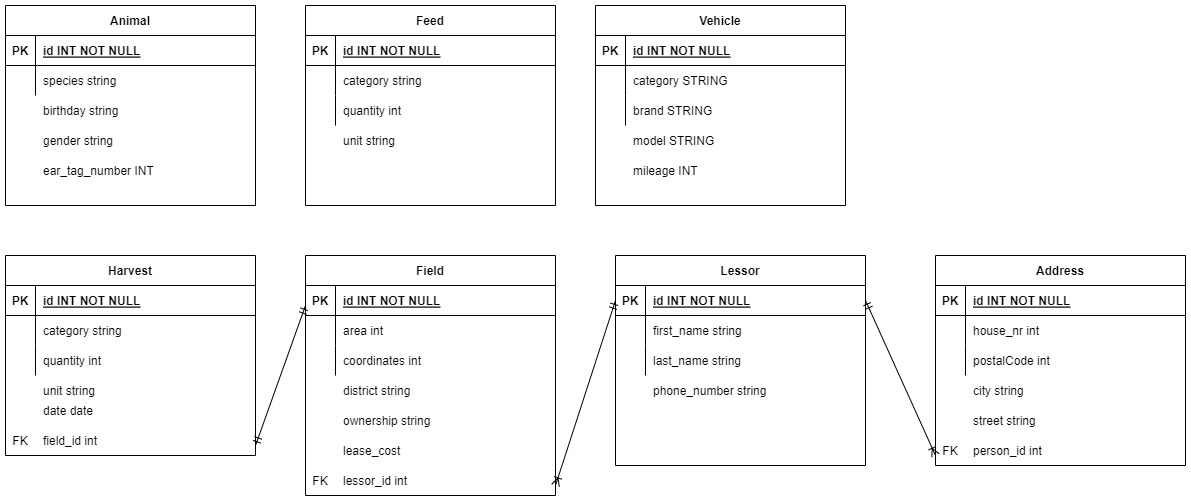 Animal
PK id INT NOT NULL
species string
birthday string
gender string
ear_tag_number INT
Feed
PK id INT NOT NULL
category string
quantity int
unit string
Vehicle
PK id INT NOT NULL
category STRING
brand STRING
model STRING
mileage INT
Harvest
PK id INT NOT NULL
category string
quantity int
unit string
date date
FK field_id int
Field
PK id INT NOT NULL
area int
coordinates int
district string
ownership string
lease_cost
FK lessor_id int
Lessor
PK id INT NOT NULL
first_name string
last_name string
phone_number string
Address
PK id INT NOT NULL
house_nr int
postalCode int
city string
street string
FK person_id int